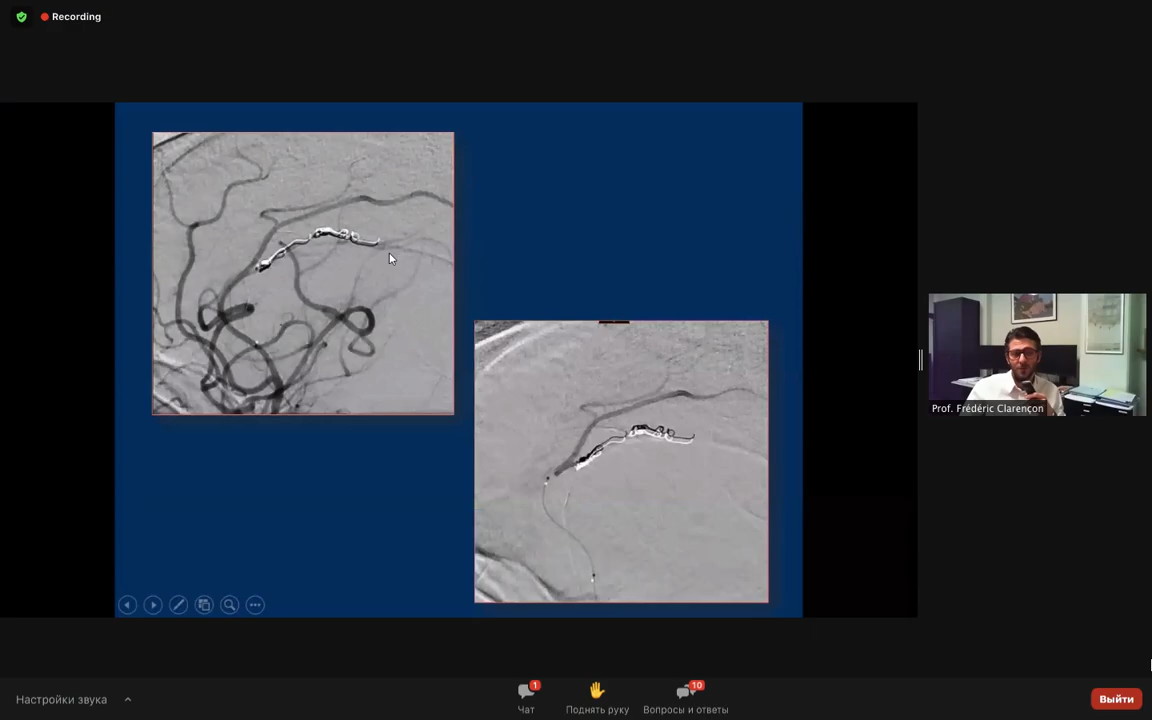 Recording
Prof. Frédéric Clarençon
Настройки звука
1
Чат
Поднять руку
10
Вопросы и ответы
Выйти